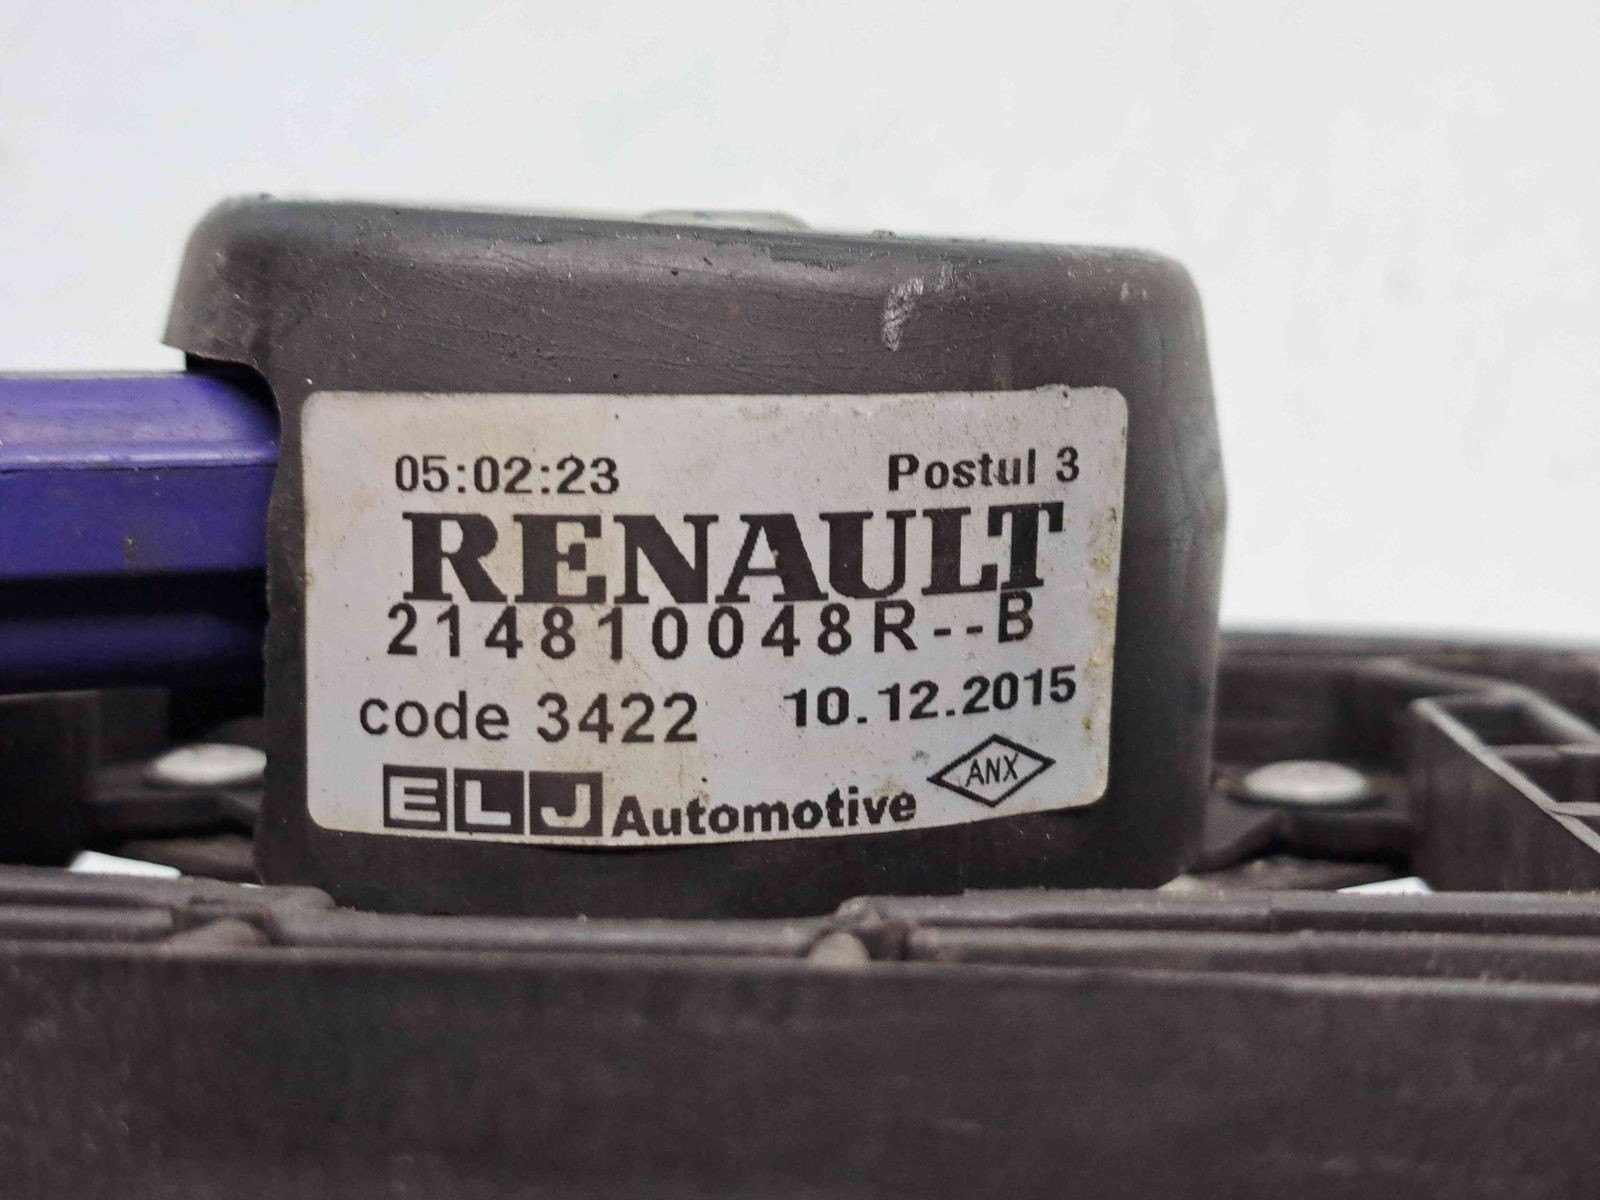 05:02:23 Postul 3
RENAULT
214810048R--B
code 3422 10.12.2015
ELJ Automotive ANX